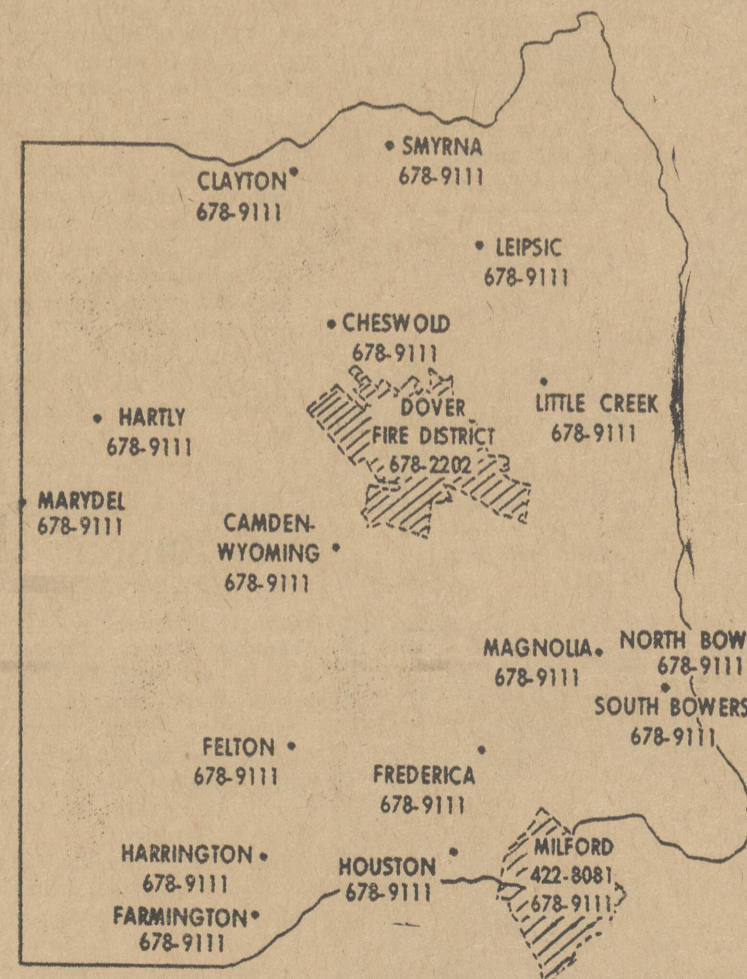 SMYRNA
678-9111
CLAYTON
678-9111
LEIPSIC
678-9111
CHESWOLD
678-9111
DOVER
FIRE DISTRICT
678-2202
LITTLE CREEK
678-9111
HARTLY
678-9111
MARYDEL
678-9111
CAMDEN-
WYOMING
678-9111
MAGNOLIA
678-9111
NORTH BOW
678-9111
SOUTH BOWERS
678-9111
FELTON
678-9111
FREDERICA
678-9111
HARRINGTON
678-9111
HOUSTON
678-9111
MILFORD
422-8081
678-9111
FARMINGTON
678-9111